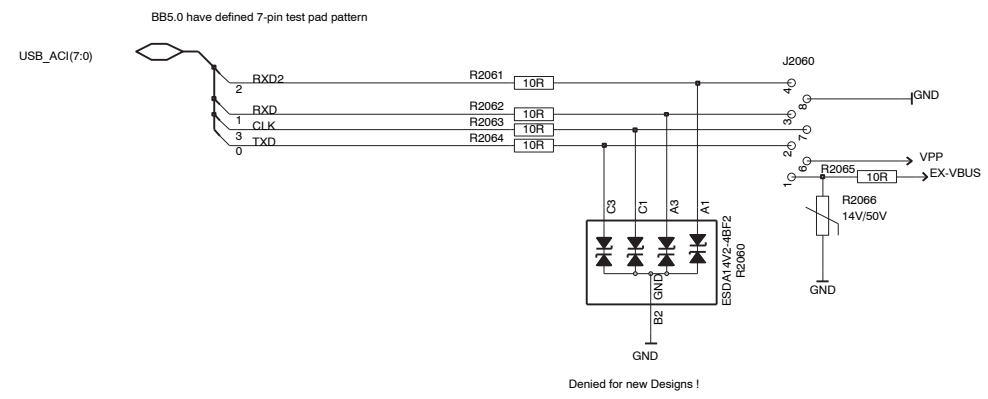 BB5.0 have defined 7-pin test pad pattern
USB_ACI(7:0)
J2060
RXD2
R2061
10R
2
4
8
GND
RXD
R2062
10R
1
3
CLK
R2063
10R
3
7
TXD
R2064
10R
0
2
6
VPP
1
R2065
10R
EX-VBUS
R2066
14V/50V
GND
C3
C1
A3
A1
ESDA14V2-4BF2
R2060
GND
B2
GND
Denied for new Designs !